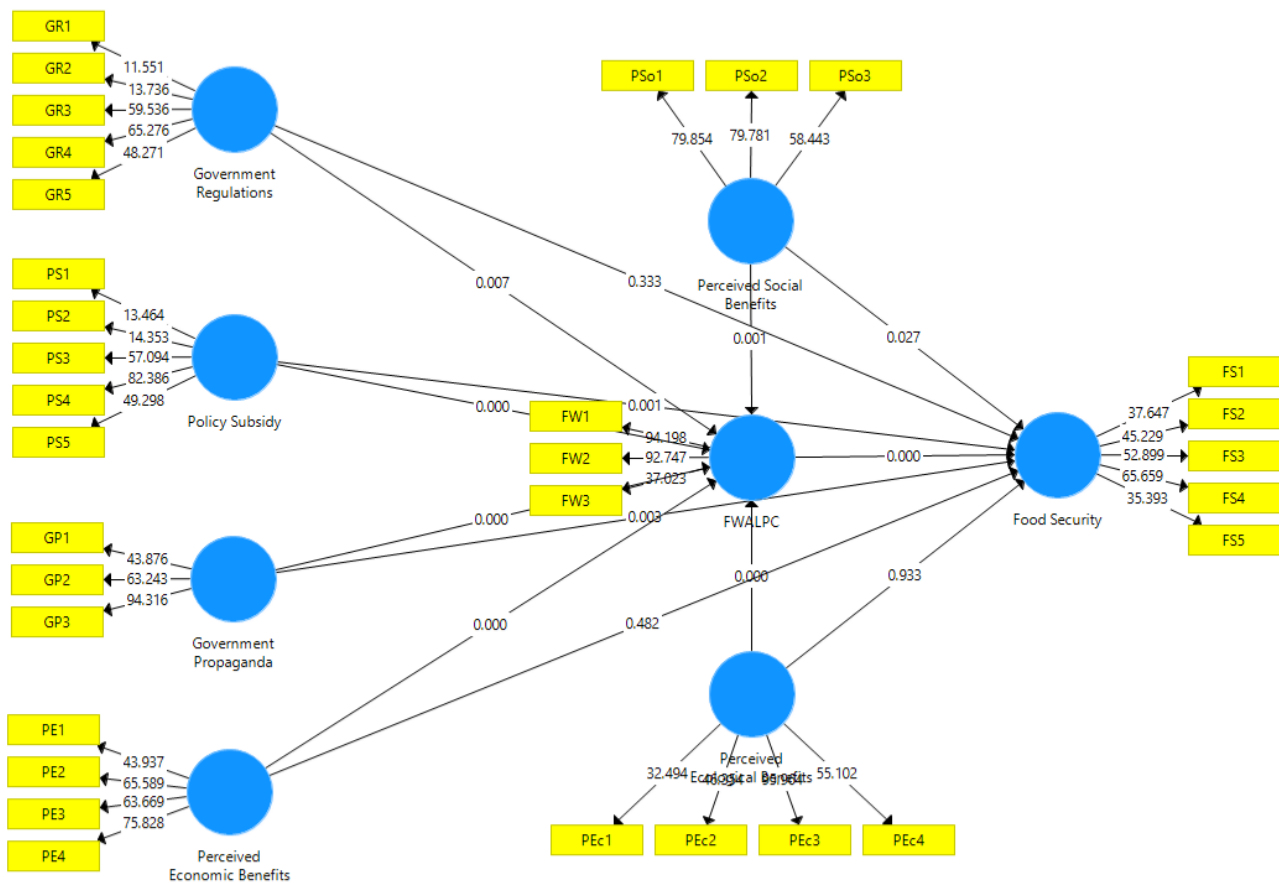 GR1
GR2
GR3
GR4
GR5
11.551
13.736
59.536
65.276
48.271
Government
Regulations
PSo1
PSo2
PSo3
79.854
79.781
58.443
Perceived Social
Benefits
0.007
0.333
0.001
0.027
PS1
PS2
PS3
PS4
PS5
13.464
14.353
57.094
82.386
49.298
Policy Subsidy
0.000
0.001
FW1
FW2
FW3
94.198
92.747
37.023
FWALPC
0.000
FS1
FS2
FS3
FS4
FS5
37.647
45.229
52.899
65.659
35.393
Food Security
GP1
GP2
GP3
43.876
63.243
94.316
Government
Propaganda
0.000
0.003
0.000
0.482
0.000
0.933
PE1
PE2
PE3
PE4
43.937
65.589
63.669
75.828
Perceived
Economic Benefits
Perceived
Ecological Benefits
32.494
55.102
PEc1
PEc2
PEc3
PEc4